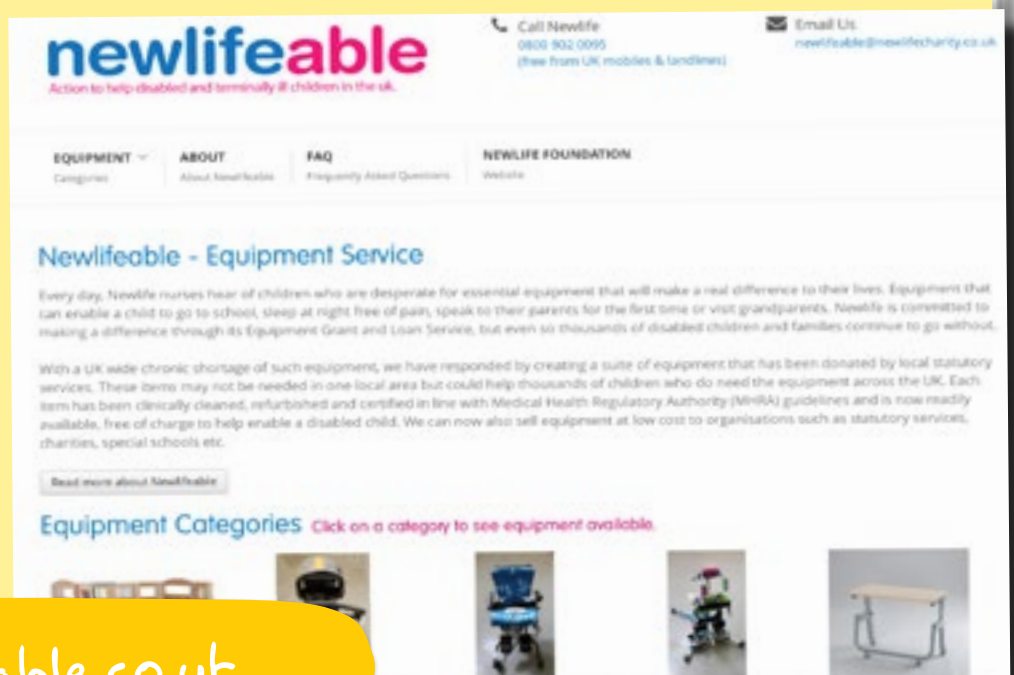 newlifeable
Action to help disabled and terminally ill children in the uk.
Call Newlife
0800 902 0095
(free from UK mobiles & landlines)
Email Us
newlifeable@newlifecharity.co.uk
EQUIPMENT
Categories
ABOUT
About Newlifeable
FAQ
Frequently Asked Questions
NEWLIFE FOUNDATION
Website
Newlifeable - Equipment Service
Every day, Newlife nurses hear of children who are desperate for essential equipment that will make a real difference to their lives. Equipment that
can enable a child to go to school, sleep at night free of pain, speak to their parents for the first time or visit grandparents. Newlife is committed to
making a difference through its Equipment Grant and Loan Service, but even so thousands of disabled children and families continue to go without.
With a UK wide chronic shortage of such equipment, we have responded by creating a suite of equipment that has been donated by local statutory
services. These items may not be needed in one local area but could help thousands of children who do need the equipment across the UK. Each
item has been clinically cleaned, refurbished and certified in line with Medical Health Regulatory Authority (MHRA) guidelines and is now readily
available, free of charge to help enable a disabled child. We can now also sell equipment at low cost to organisations such as statutory services,
charities, special schools etc.
Read more about Newlifeable
Equipment Categories Click on a category to see equipment available.
able.co.uk